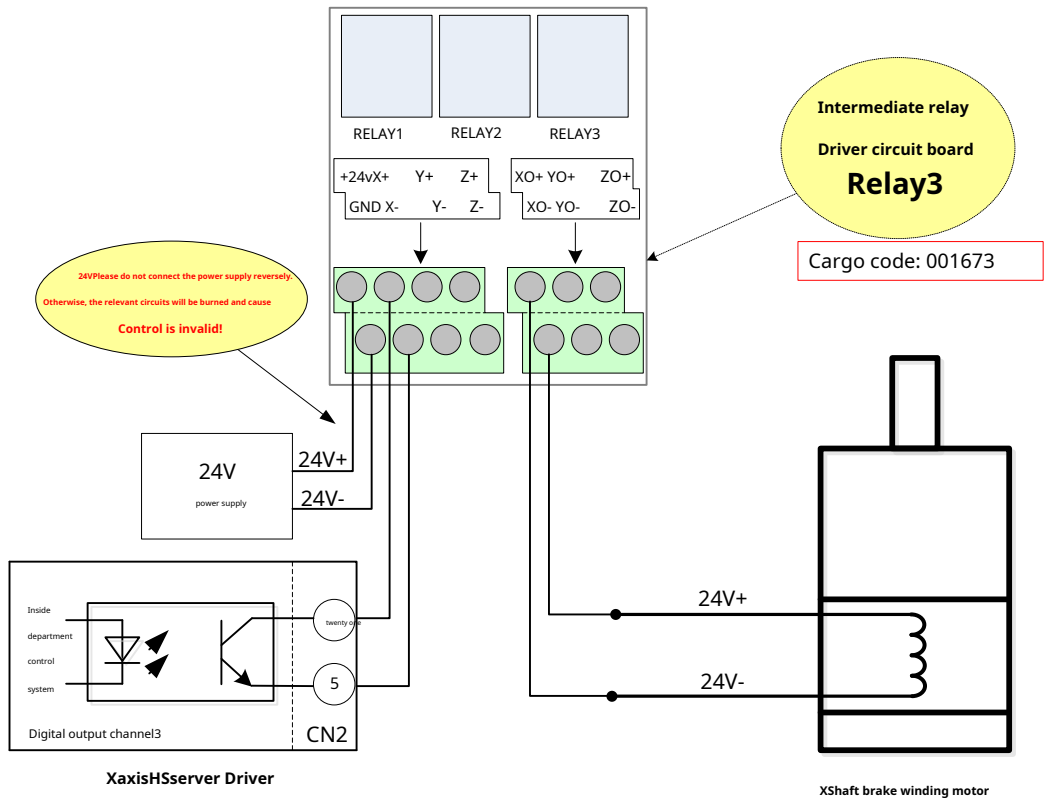 RELAY1
RELAY2
RELAY3
+24vX+ Y+ Z+
GND X- Y- Z-
XO+ YO+ ZO+
XO- YO- ZO-
Intermediate relay
Driver circuit board
Relay3
Cargo code: 001673
24VPlease do not connect the power supply reversely.
Otherwise, the relevant circuits will be burned and cause
Control is invalid!
24V
power supply
24V+
24V-
Inside
department
control
system
twenty one
5
Digital output channel3
CN2
XaxisHSserver Driver
24V+
24V-
XShaft brake winding motor